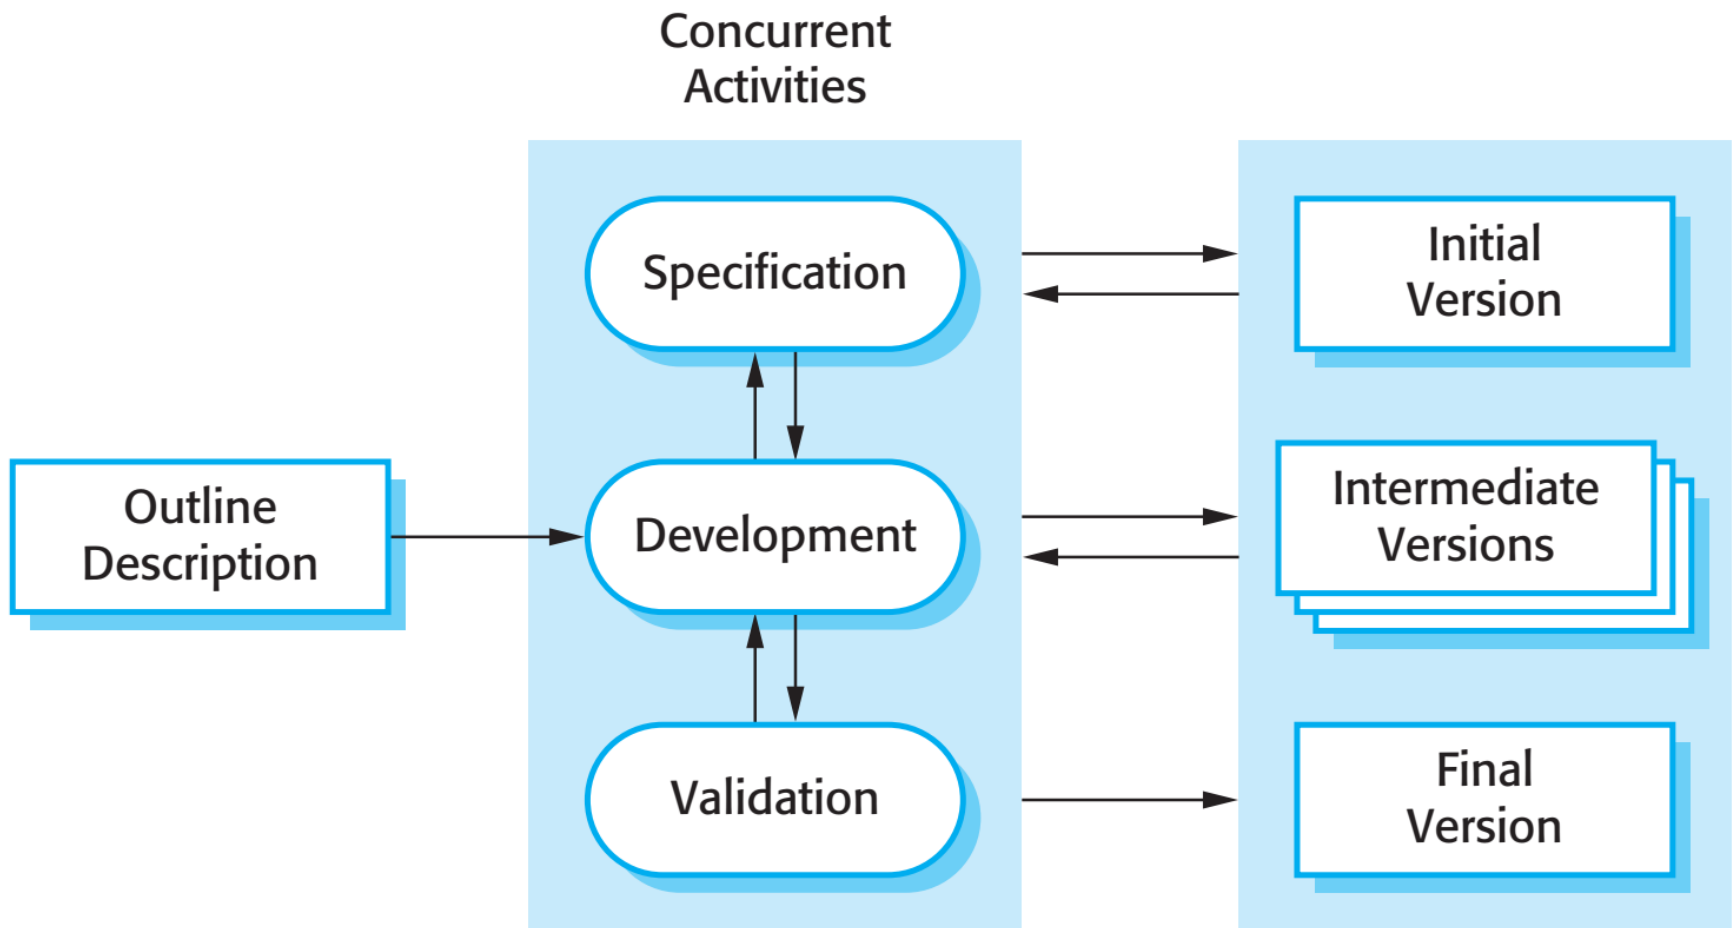 Concurrent
Activities
Specification
Initial
Version
Outline
Description
Development
Intermediate
Versions
Validation
Final
Version